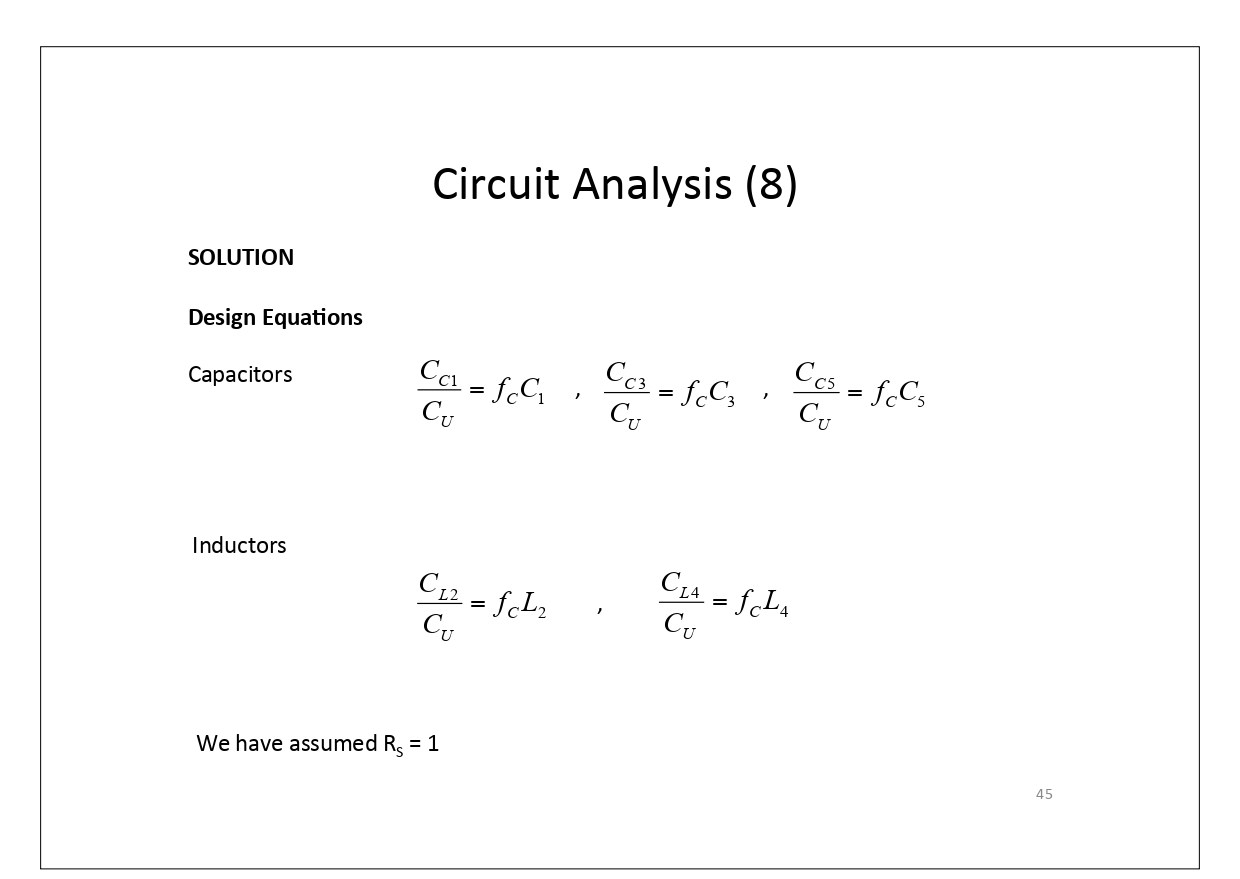 Circuit Analysis (8)
SOLUTION
Design Equations
Capacitors
\frac{C_{C1}}{C_U} = f_C C_1 , \frac{C_{C3}}{C_U} = f_C C_3 , \frac{C_{C5}}{C_U} = f_C C_5
Inductors
\frac{C_{L2}}{C_U} = f_C L_2 , \frac{C_{L4}}{C_U} = f_C L_4
We have assumed R_S = 1
45